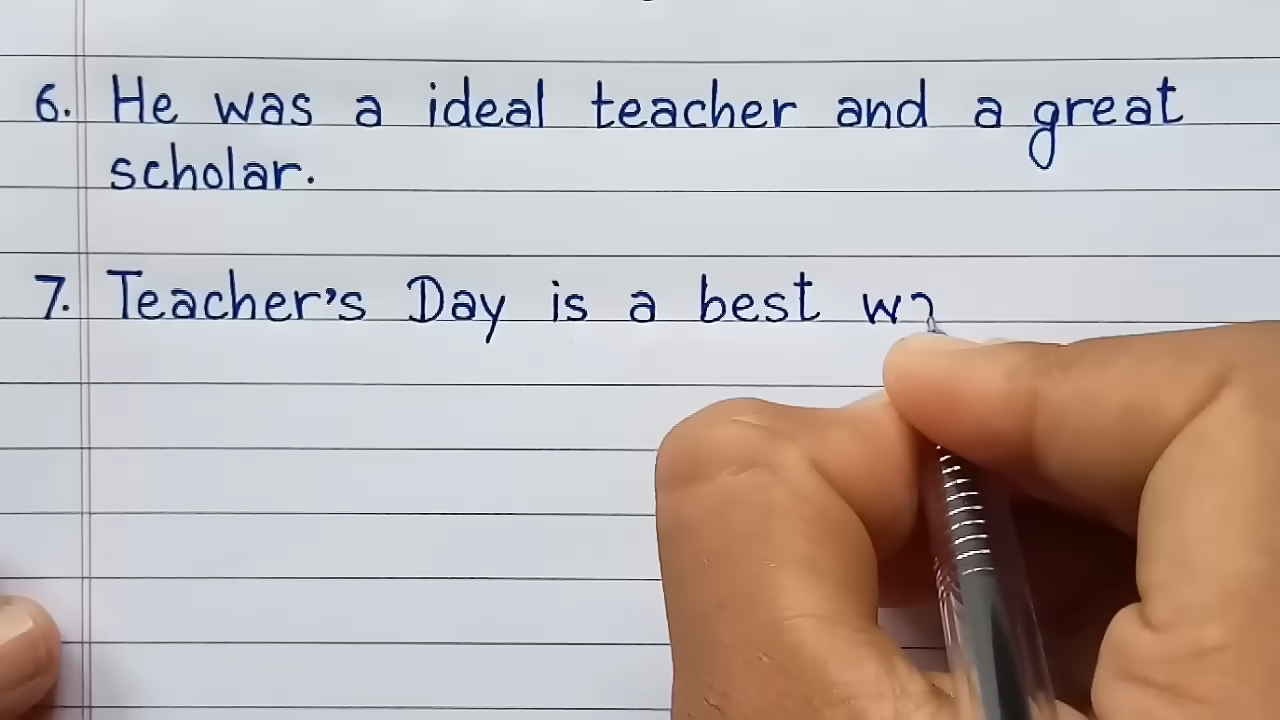 6. He was a ideal teacher and a great
scholar.
7. Teacher's Day is a best